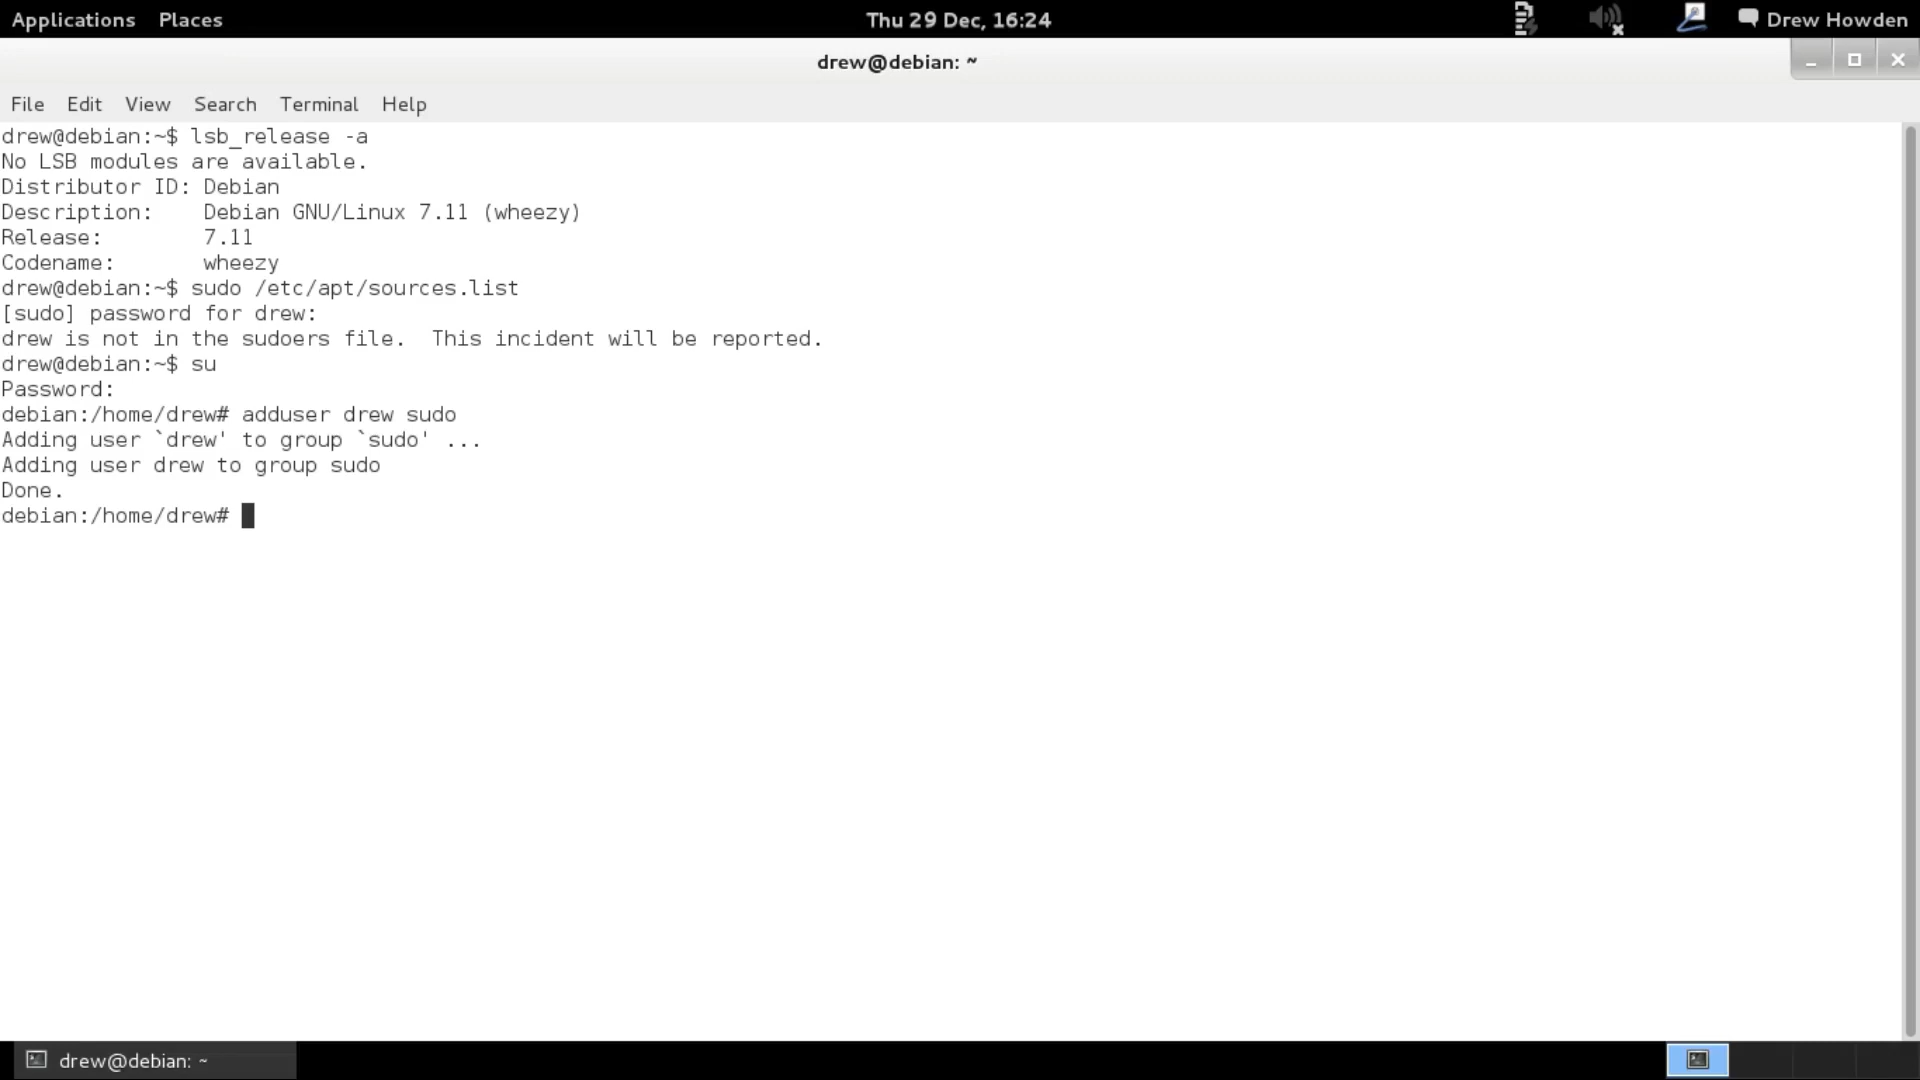 Applications Places Thu 29 Dec, 16:24 Drew Howden
drew@debian: ~
File Edit View Search Terminal Help
drew@debian:~$ lsb_release -a
No LSB modules are available.
Distributor ID: Debian
Description:    Debian GNU/Linux 7.11 (wheezy)
Release:        7.11
Codename:       wheezy
drew@debian:~$ sudo /etc/apt/sources.list
[sudo] password for drew:
drew is not in the sudoers file.  This incident will be reported.
drew@debian:~$ su
Password:
debian:/home/drew# adduser drew sudo
Adding user `drew' to group `sudo' ...
Adding user drew to group sudo
Done.
debian:/home/drew#
drew@debian: ~